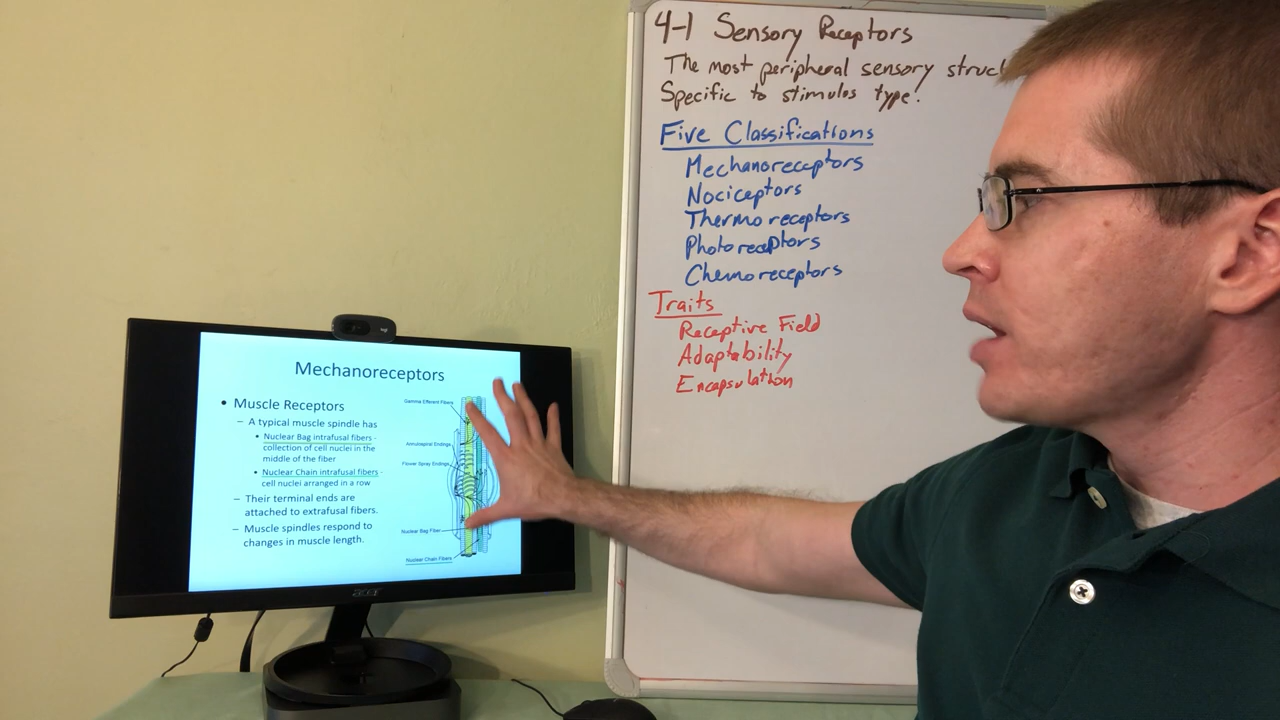 4-1 Sensory Receptors
The most peripheral sensory
Specific to stimulus type!
Five Classifications
Mechanoreceptors
Nociceptors
Thermoreceptors
Photoreceptors
Chemoreceptors
Traits
Receptive Field
Adaptability
Encapsulation
Mechanoreceptors
• Muscle Receptors
– A typical muscle spindle has
• Nuclear Bag intrafusal fibers -
collection of cell nuclei in the
middle of the fiber
• Nuclear Chain intrafusal fibers -
cell nuclei arranged in a row
– Their terminal ends are
attached to extrafusal fibers.
– Muscle spindles respond to
changes in muscle length.
Gamma Efferent Fibers
Annulospiral Endings
Flower Spray Endings
Nuclear Bag Fiber
Nuclear Chain Fibers
acer
logi